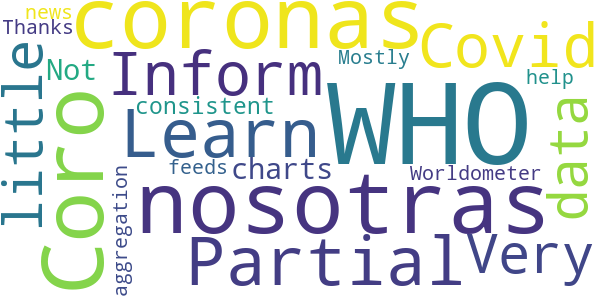 news
Thanks
coronas
Covid
little
Not
Inform
Mostly
help
consistent
Coro
Learn
WHO
data
feeds
charts
Worldometer
aggregation
nosotras
Partial
Very